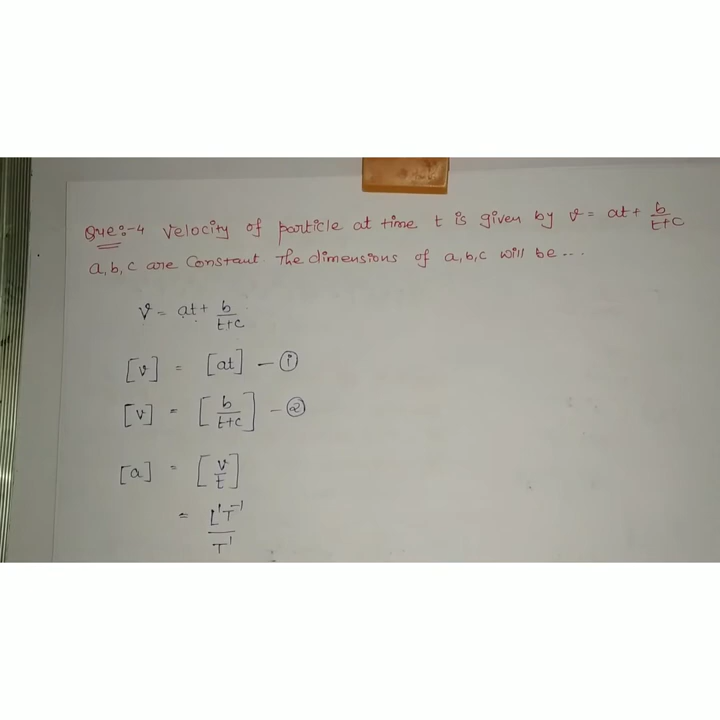 Que:-4 Velocity of particle at time t is given by v = at + b/t+c
a,b,c are Constant The dimensions of a,b,c will be ...
v = at + b/t+c
[v] = [at] - ①
[v] = [b/t+c] - ②
[a] = [v/t]
= L¹T⁻¹/T¹